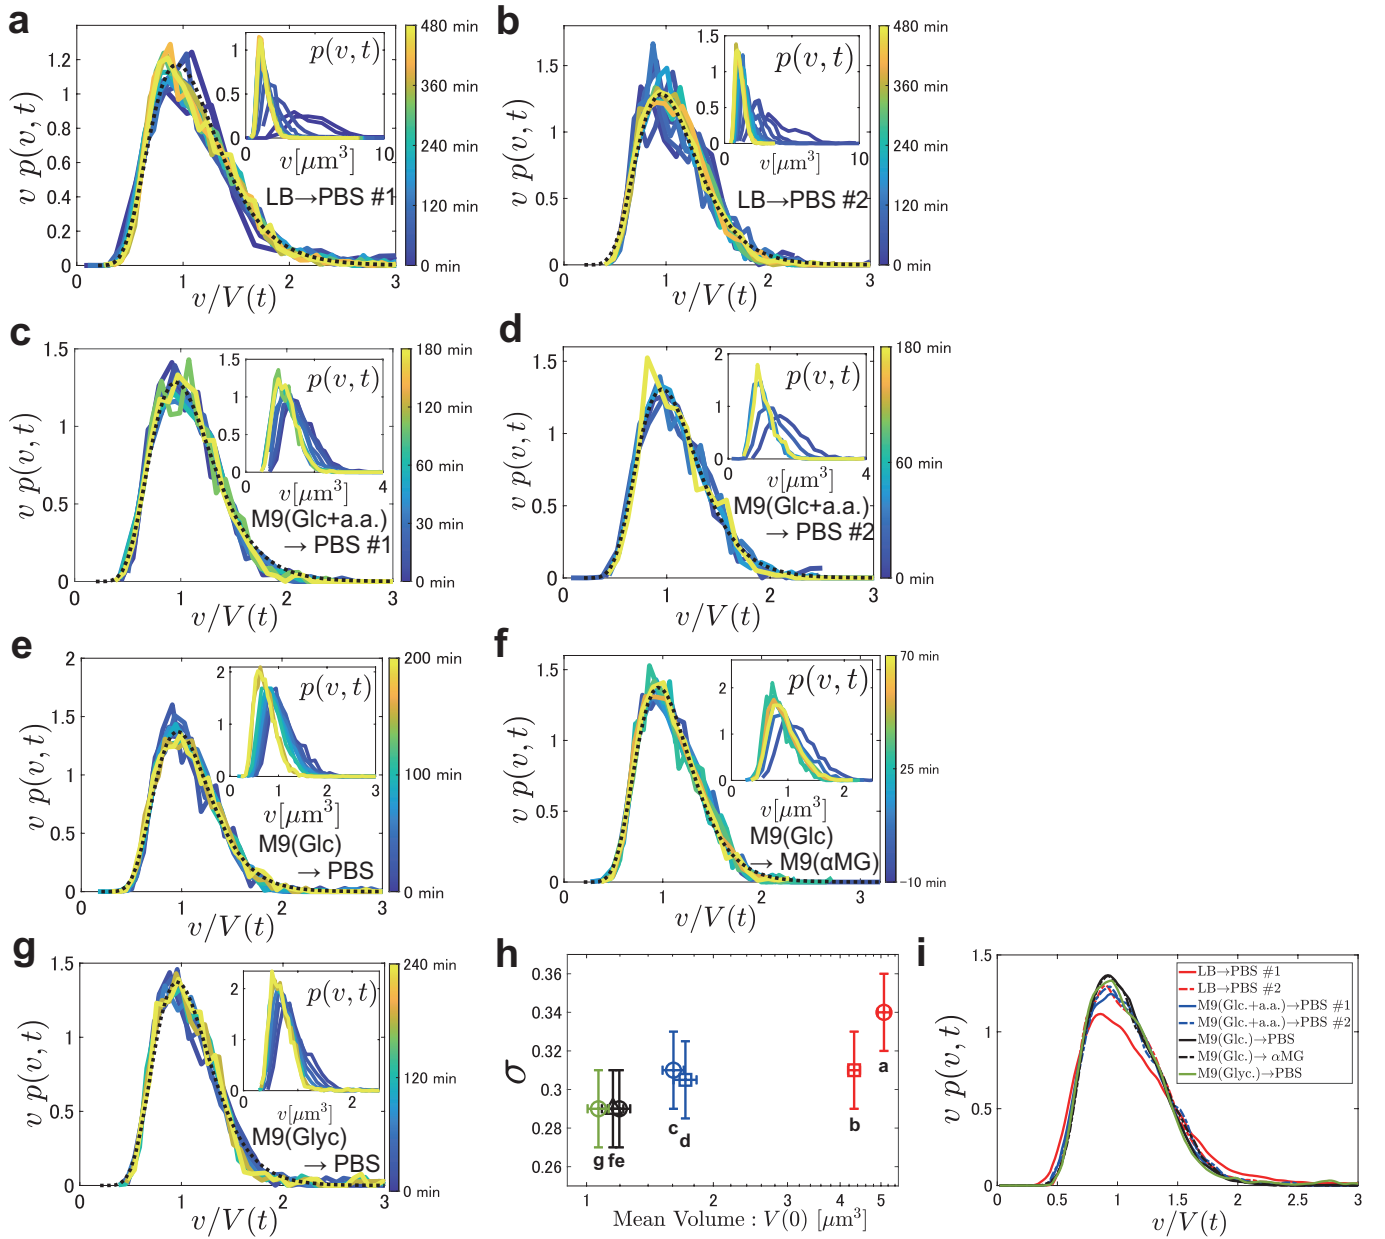 a
1.2
1
0.8
0.6
0.4
0.2
0
v p(v, t)
0
1
2
3
v/V(t)
1
0.5
0
p(v, t)
0
10
v[μm³]
LB→PBS #1
480 min
360 min
240 min
120 min
0 min
b
1.5
1
0.5
0
v p(v, t)
0
1
2
3
v/V(t)
1.5
1
0.5
0
p(v, t)
0
10
v[μm³]
LB→PBS #2
480 min
360 min
240 min
120 min
0 min
c
1.5
1
0.5
0
v p(v, t)
0
1
2
3
v/V(t)
1.5
1
0.5
0
p(v, t)
0
2
4
v[μm³]
M9(Glc+a.a.)
→ PBS #1
180 min
120 min
60 min
30 min
0 min
d
1.5
1
0.5
0
v p(v, t)
0
1
2
3
v/V(t)
2
1
0
p(v, t)
0
2
4
v[μm³]
M9(Glc+a.a.)
→ PBS #2
180 min
60 min
0 min
e
2
1.5
1
0.5
0
v p(v, t)
0
1
2
3
v/V(t)
2
1
0
p(v, t)
0
1
2
3
v[μm³]
M9(Glc)
→ PBS
200 min
100 min
0 min
f
1.5
1
0.5
0
v p(v, t)
0
1
2
3
v/V(t)
2
1
0
p(v, t)
0
1
2
v[μm³]
M9(Glc)
→ M9(αMG)
70 min
25 min
−10 min
g
1.5
1
0.5
0
v p(v, t)
0
1
2
3
v/V(t)
2
1
0
p(v, t)
0
2
v[μm³]
M9(Glyc)
→ PBS
240 min
120 min
0 min
h
0.36
0.34
0.32
0.3
0.28
0.26
σ
g
f
e
c
d
b
a
1
2
3
4
5
Mean Volume : V(0) [μm³]
i
1.5
1
0.5
0
v p(v, t)
0
0.5
1
1.5
2
2.5
3
v/V(t)
LB→PBS #1
LB→PBS #2
M9(Glc.+a.a.)→PBS #1
M9(Glc.+a.a.)→PBS #2
M9(Glc.)→PBS
M9(Glc.)→ αMG
M9(Glyc.)→PBS